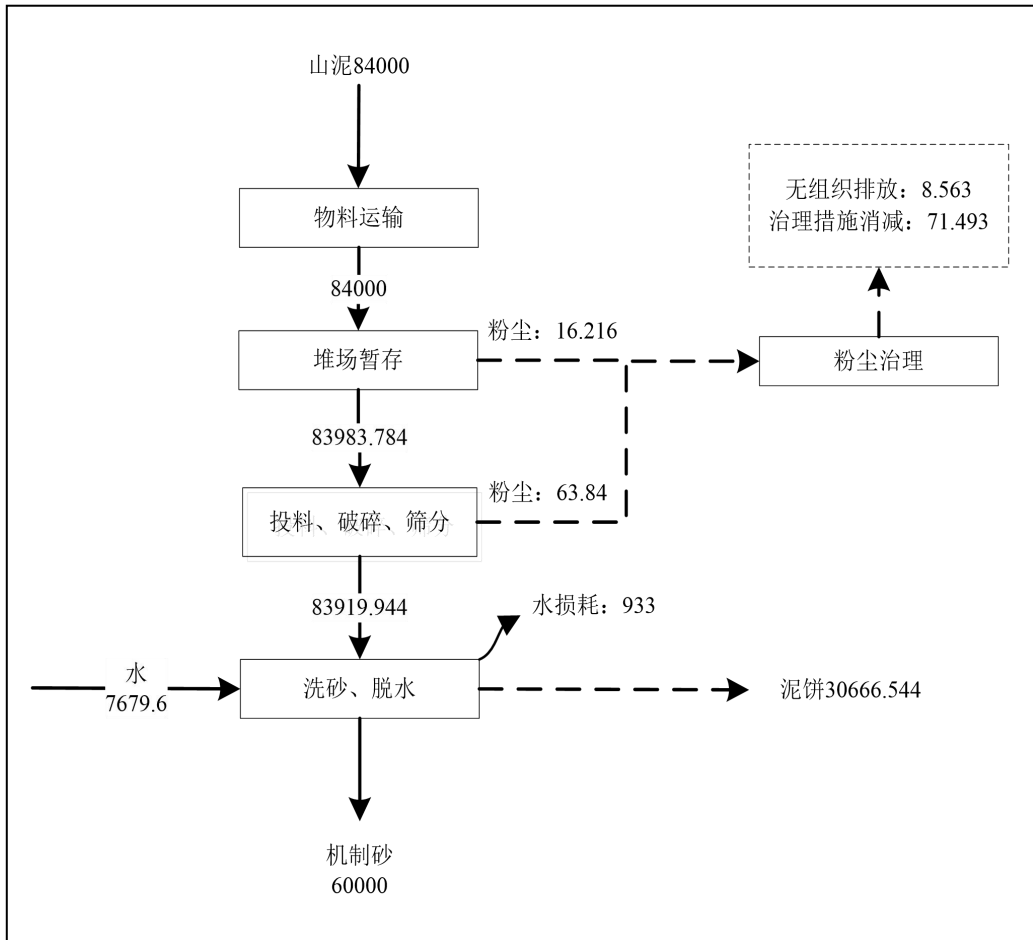 山泥84000
物料运输
无组织排放：8.563
治理措施消减：71.493
84000
堆场暂存
粉尘：16.216
粉尘治理
83983.784
投料、破碎、筛分
粉尘：63.84
83919.944
水损耗：933
水
7679.6
洗砂、脱水
泥饼30666.544
机制砂
60000